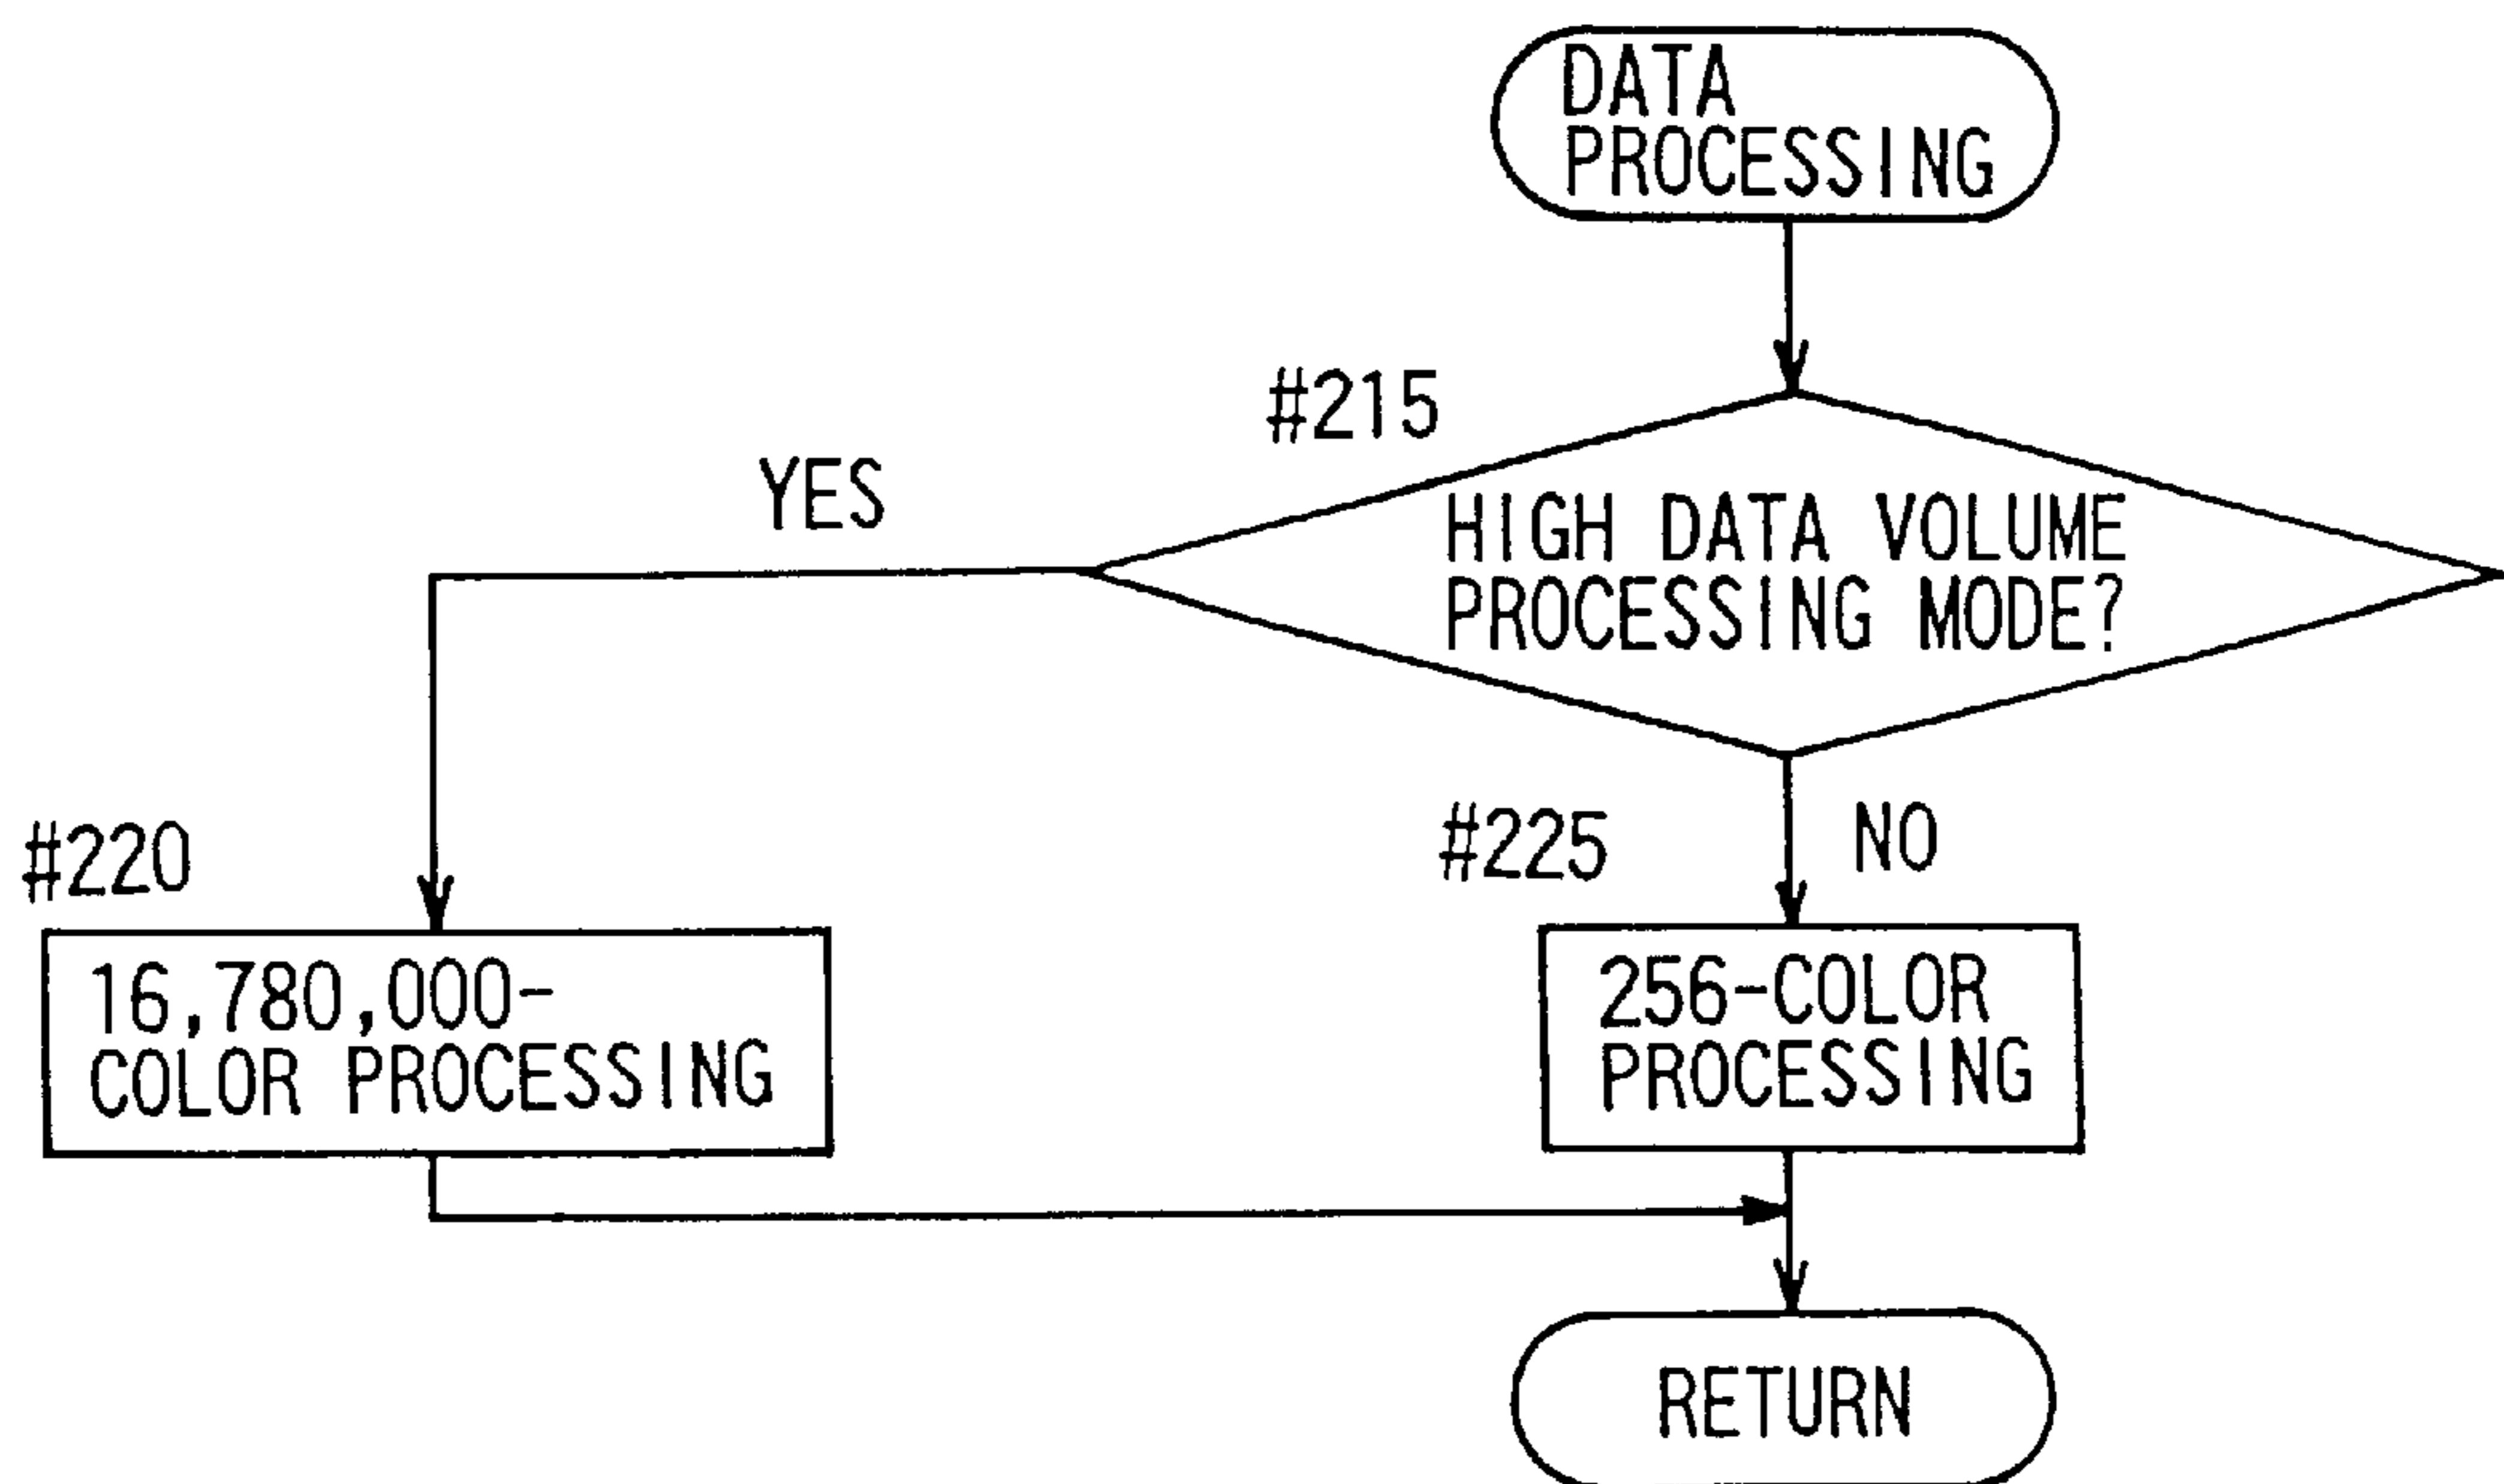 DATA
PROCESSING
#215
YES
HIGH DATA VOLUME
PROCESSING MODE?
#220
#225
NO
16,780,000-
COLOR PROCESSING
256-COLOR
PROCESSING
RETURN